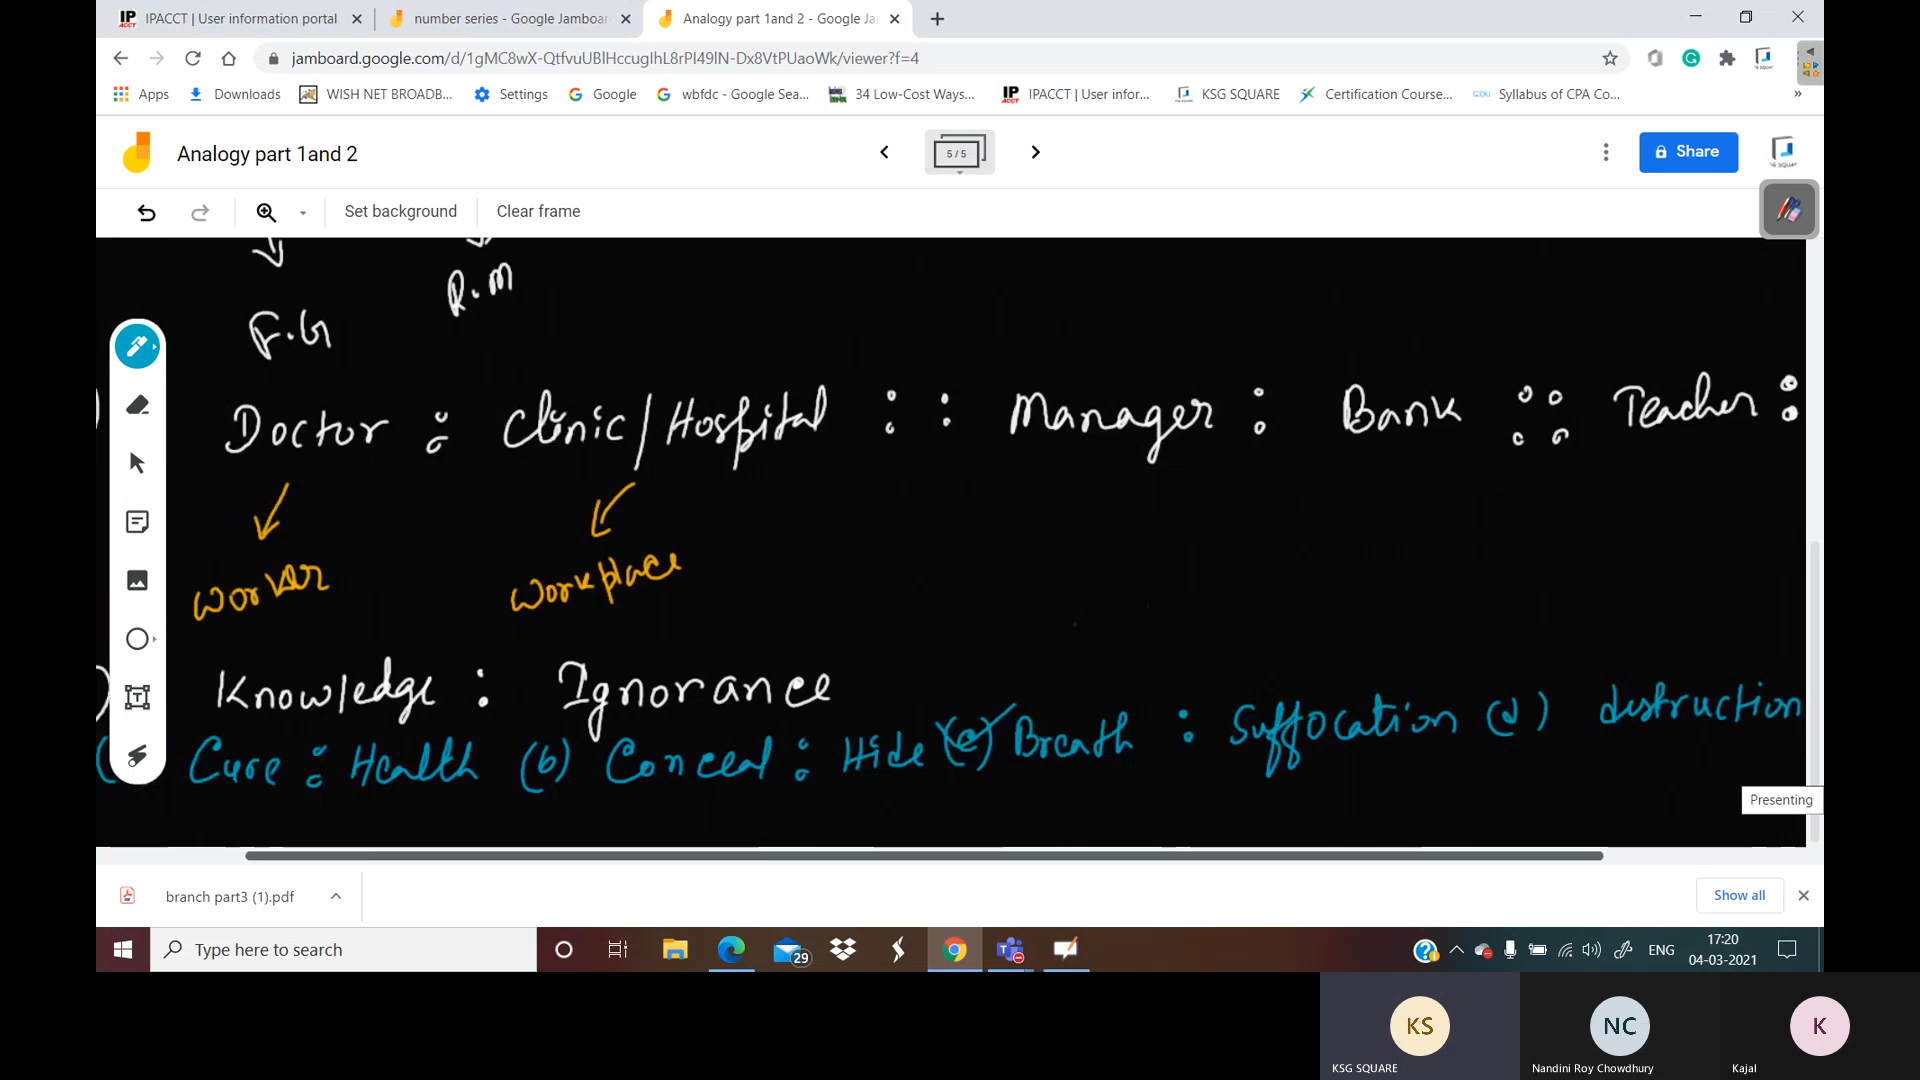 IPACCT | User information portal
number series - Google Jamboar
Analogy part 1and 2 - Google Ja
jamboard.google.com/d/1gMC8wX-QtfvuUBlHccuglhL8rPI49lN-Dx8VtPUaoWk/viewer?f=4
Apps Downloads WISH NET BROADB... Settings Google wbfdc - Google Sea... 34 Low-Cost Ways... IPACCT | User infor... KSG SQUARE Certification Course... Syllabus of CPA Co... »
Analogy part 1and 2
5 / 5
Share
Set background Clear frame
R.M
F.G
Doctor : Clinic/Hospital : : Manager : Bank :: Teacher :
Worker Workplace
Knowledge : Ignorance
Cure : Health (b) Conceal : Hide (c) Breath : Suffocation (d) destruction
Presenting
branch part3 (1).pdf
Show all
Type here to search
29
ENG
17:20
04-03-2021
KS NC K
KSG SQUARE Nandini Roy Chowdhury Kajal